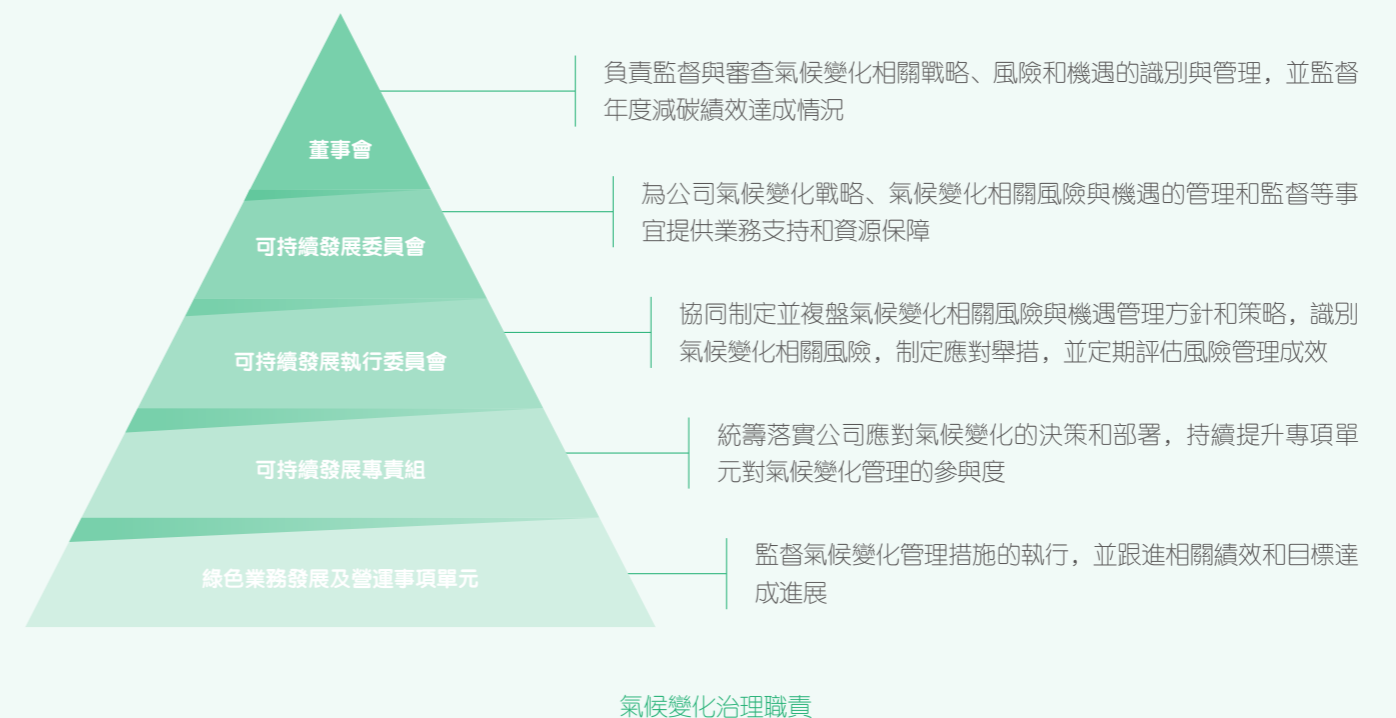 負責監督與審查氣候變化相關戰略、風險和機遇的識別與管理，並監督
年度減碳績效達成情況
董事會
為公司氣候變化戰略、氣候變化相關風險與機遇的管理和監督等事
宜提供業務支持和資源保障
可持續發展委員會
協同制定並複盤氣候變化相關風險與機遇管理方針和策略，識別
氣候變化相關風險，制定應對舉措，並定期評估風險管理成效
可持續發展執行委員會
統籌落實公司應對氣候變化的決策和部署，持續提升專項單
元對氣候變化管理的參與度
可持續發展專責組
監督氣候變化管理措施的執行，並跟進相關績效和目標達
成進展
綠色業務發展及營運事項單元
氣候變化治理職責